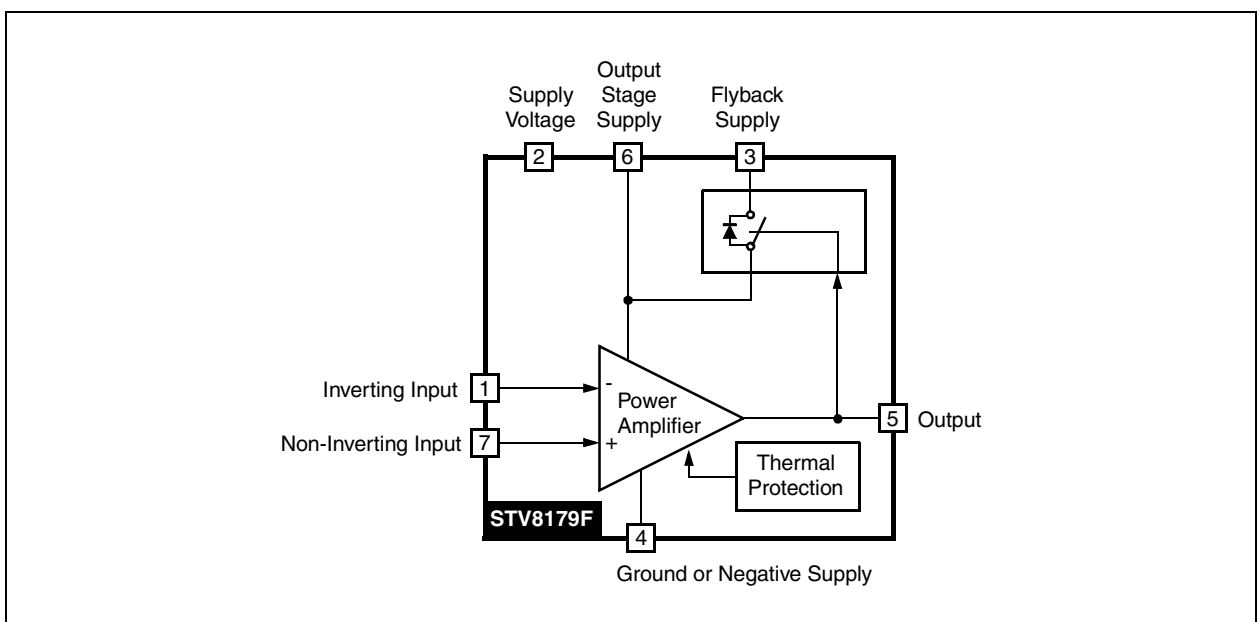 Output
Supply Stage Flyback
Voltage Supply Supply
2 6 3
Inverting Input 1 -
Power
Amplifier
Non-Inverting Input 7 +
5 Output
Thermal
Protection
STV8179F
4
Ground or Negative Supply